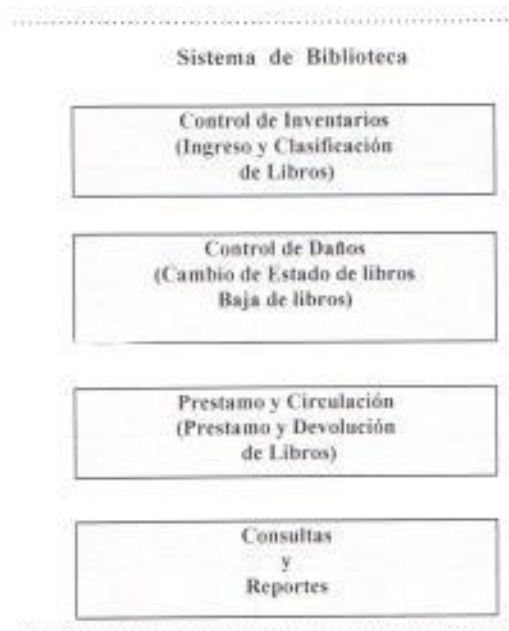 Sistema de Biblioteca
Control de Inventarios
(Ingreso y Clasificación
de Libros)
Control de Daños
(Cambio de Estado de libros
Baja de libros)
Prestamo y Circulación
(Prestamo y Devolución
de Libros)
Consultas
y
Reportes